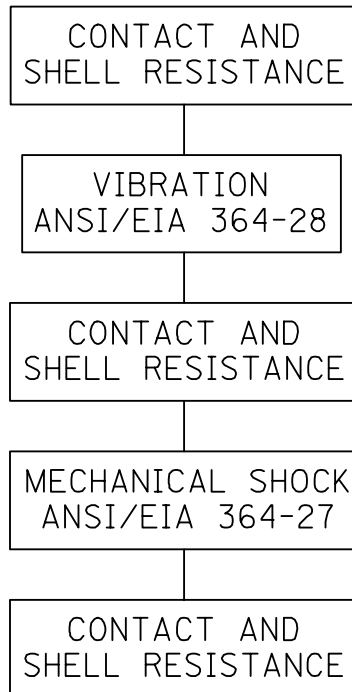 CONTACT AND
SHELL RESISTANCE
VIBRATION
ANSI/EIA 364-28
CONTACT AND
SHELL RESISTANCE
MECHANICAL SHOCK
ANSI/EIA 364-27
CONTACT AND
SHELL RESISTANCE